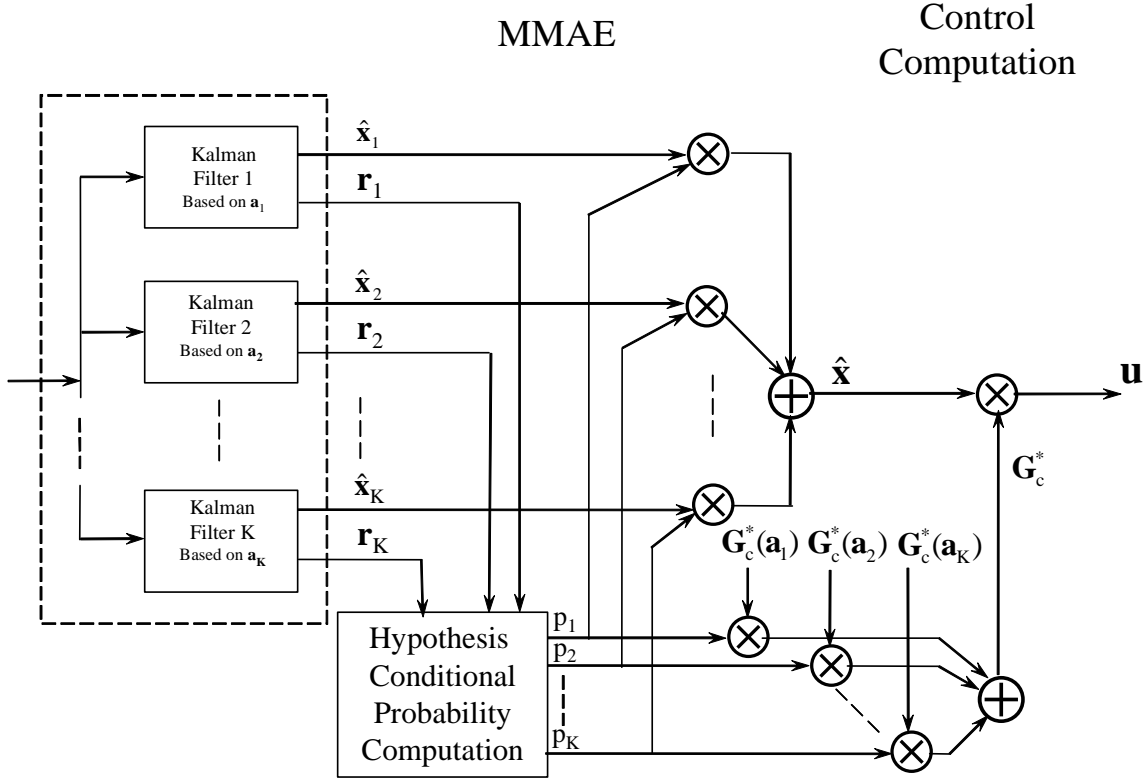 MMAE
Control
Computation
Kalman
Filter 1
Based on a₁
x̂₁
r₁
Kalman
Filter 2
Based on a₂
x̂₂
r₂
x̂
u
G*c
Kalman
Filter K
Based on aK
x̂K
rK
G*c(a₁) G*c(a₂) G*c(aK)
Hypothesis
Conditional
Probability
Computation
p₁
p₂
pK